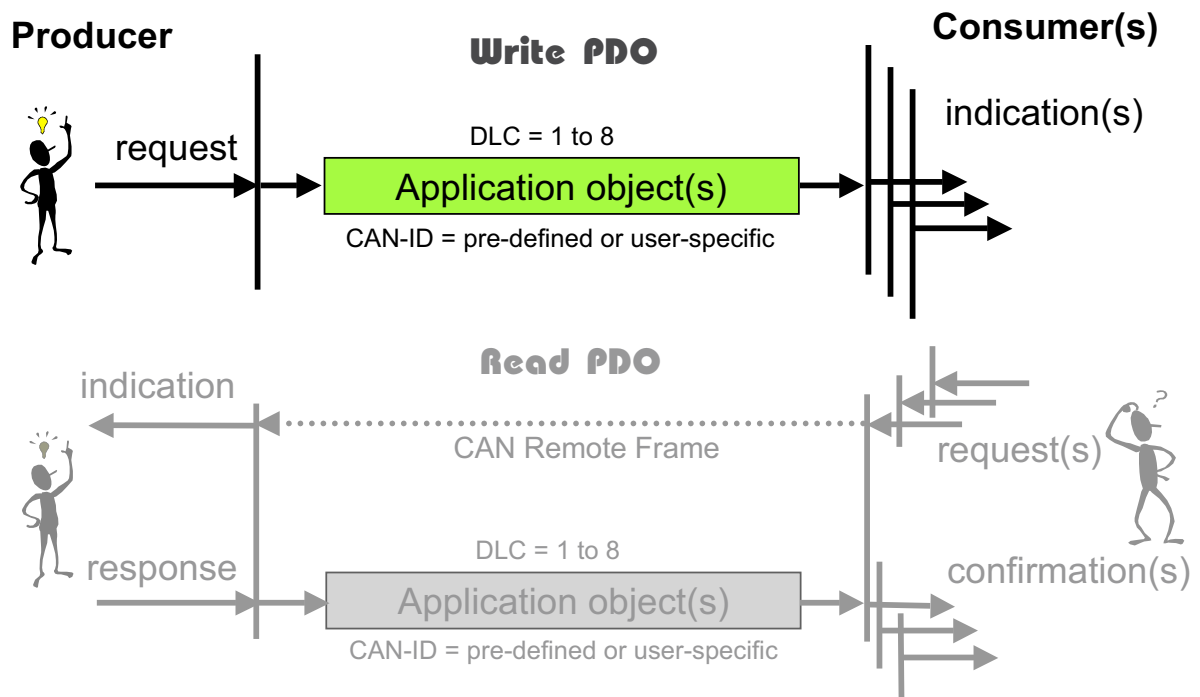 Producer
Write PDO
Consumer(s)
request
DLC = 1 to 8
indication(s)
Application object(s)
CAN-ID = pre-defined or user-specific
Read PDO
indication
CAN Remote Frame
request(s)
?
response
DLC = 1 to 8
confirmation(s)
Application object(s)
CAN-ID = pre-defined or user-specific